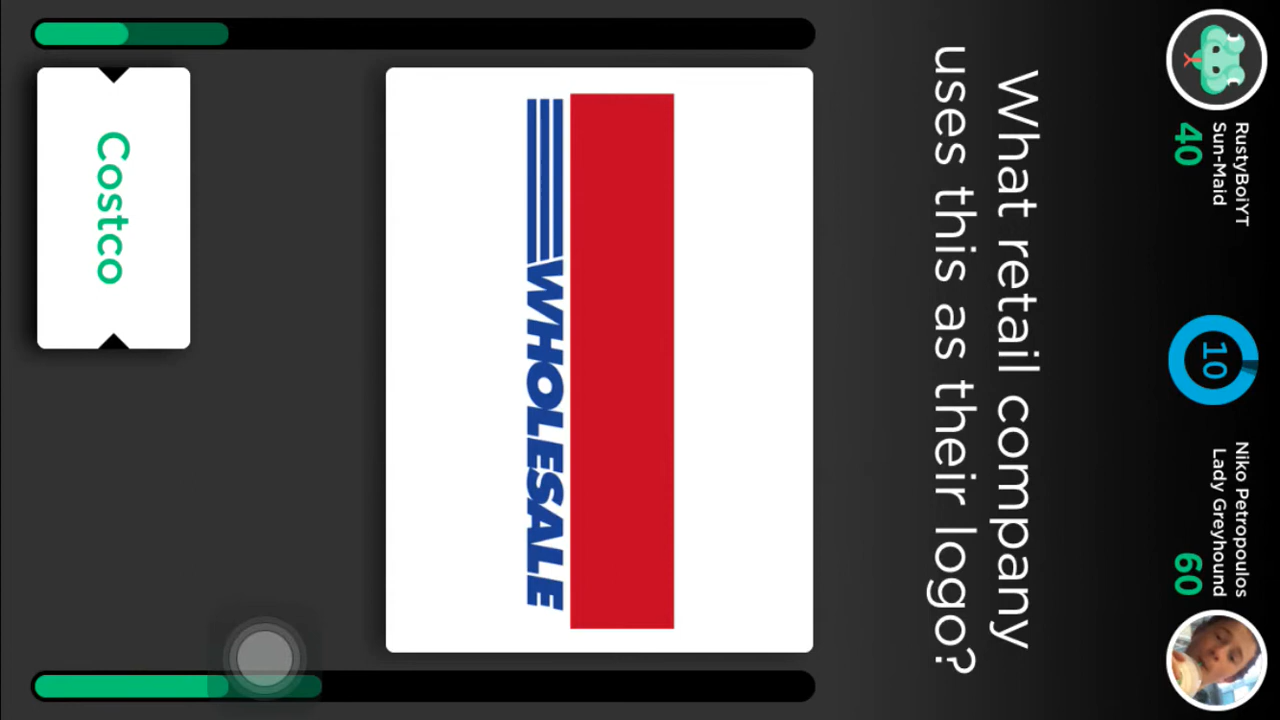 RustyBoiYT
Sun-Maid
40
10
Niko Petropoulos
Lady Greyhound
60
What retail company
uses this as their logo?
WHOLESALE
Costco